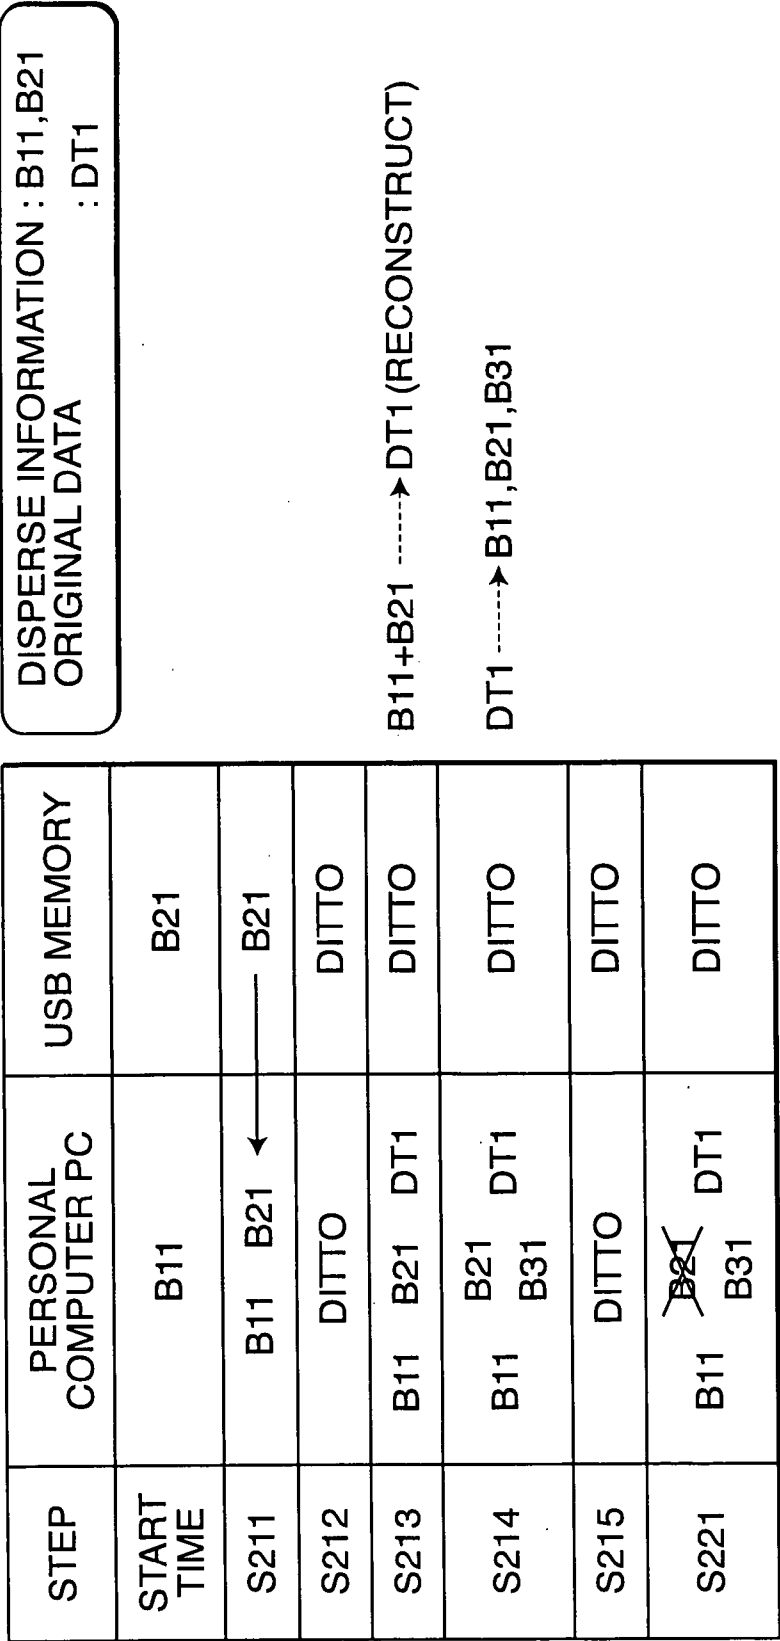 DISPERSE INFORMATION : B11,B21
ORIGINAL DATA : DT1
STEP PERSONAL COMPUTER PC USB MEMORY
START TIME B11 B21
S211 B11 B21 B21
S212 DITTO DITTO
S213 B11 B21 DT1 DITTO B11+B21 DT1 (RECONSTRUCT)
S214 B11 B21 B31 DT1 DITTO DT1 B11,B21,B31
S215 DITTO DITTO
S221 B11 B21 B31 DT1 DITTO